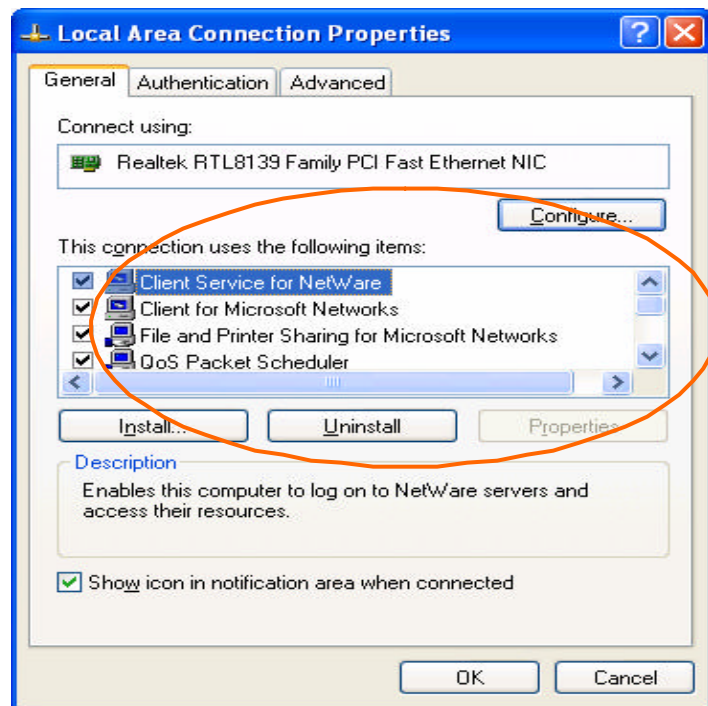 Local Area Connection Properties
General Authentication Advanced
Connect using:
Realtek RTL8139 Family PCI Fast Ethernet NIC
Configure...
This connection uses the following items:
Client Service for NetWare
Client for Microsoft Networks
File and Printer Sharing for Microsoft Networks
QoS Packet Scheduler
Install... Uninstall Properties
Description
Enables this computer to log on to NetWare servers and
access their resources.
Show icon in notification area when connected
OK Cancel